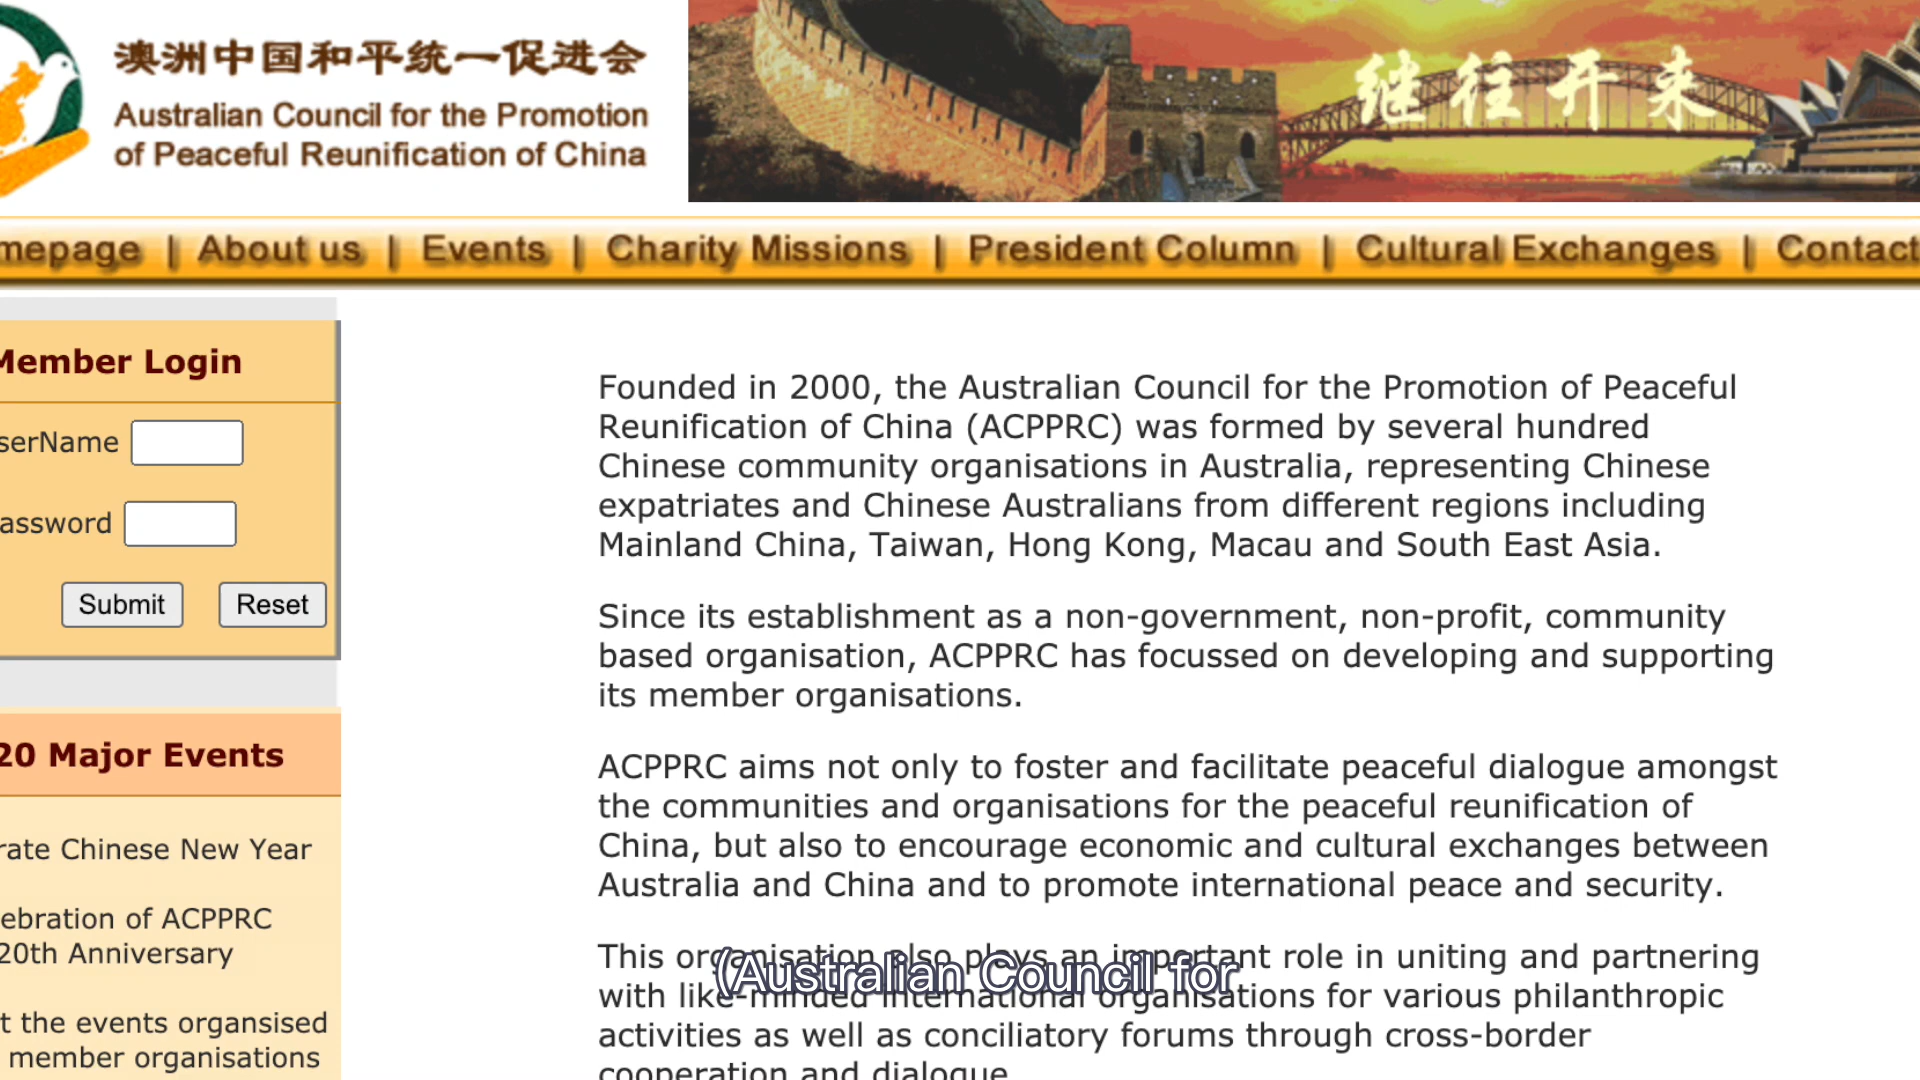 澳洲中国和平统一促进会
Australian Council for the Promotion
of Peaceful Reunification of China
继往开来
mepage | About us | Events | Charity Missions | President Column | Cultural Exchanges | Contact
Member Login
serName
assword
Submit Reset
20 Major Events
rate Chinese New Year
ebration of ACPPRC
20th Anniversary
t the events organsised
member organisations
Founded in 2000, the Australian Council for the Promotion of Peaceful
Reunification of China (ACPPRC) was formed by several hundred
Chinese community organisations in Australia, representing Chinese
expatriates and Chinese Australians from different regions including
Mainland China, Taiwan, Hong Kong, Macau and South East Asia.
Since its establishment as a non-government, non-profit, community
based organisation, ACPPRC has focussed on developing and supporting
its member organisations.
ACPPRC aims not only to foster and facilitate peaceful dialogue amongst
the communities and organisations for the peaceful reunification of
China, but also to encourage economic and cultural exchanges between
Australia and China and to promote international peace and security.
This organisation also plays an important role in uniting and partnering
with like-minded international organisations for various philanthropic
activities as well as conciliatory forums through cross-border
cooperation and dialogue
(Australian Council for